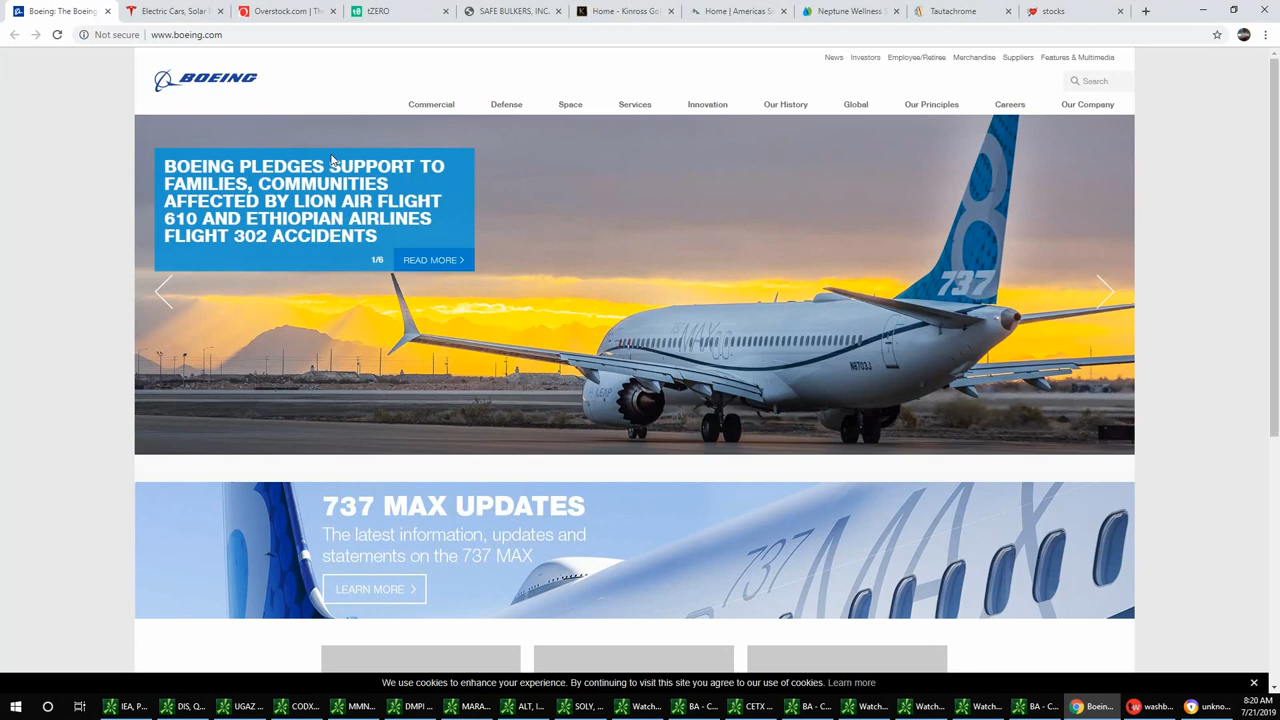 Boeing: The Boeing
Electric Cars, Solar
Overstock.com | Th
tZERO
SAFE BULKERS, INC.
Home - Kinross Go
Home | Americas Si
Neptune Wellness S
Tautachrome
stocks
Not secure | www.boeing.com
News Investors Employee/Retiree Merchandise Suppliers Features & Multimedia
BOEING
Search
Commercial Defense Space Services Innovation Our History Global Our Principles Careers Our Company
BOEING PLEDGES SUPPORT TO
FAMILIES, COMMUNITIES
AFFECTED BY LION AIR FLIGHT
610 AND ETHIOPIAN AIRLINES
FLIGHT 302 ACCIDENTS
1/6 READ MORE >
8
737
MAX
N8703J
LEAP
737 MAX UPDATES
The latest information, updates and
statements on the 737 MAX
LEARN MORE >
737 MAX
We use cookies to enhance your experience. By continuing to visit this site you agree to our use of cookies. Learn more
IEA, P...
DIS, Q...
UGAZ ...
CODX...
MMN...
DMPI ...
MARA...
ALT, I...
SOLY, ...
Watch...
BA - C...
CETX ...
BA - C...
Watch...
Watch...
Watch...
BA - C...
Boein...
washb...
unkno...
8:20 AM
7/21/2019